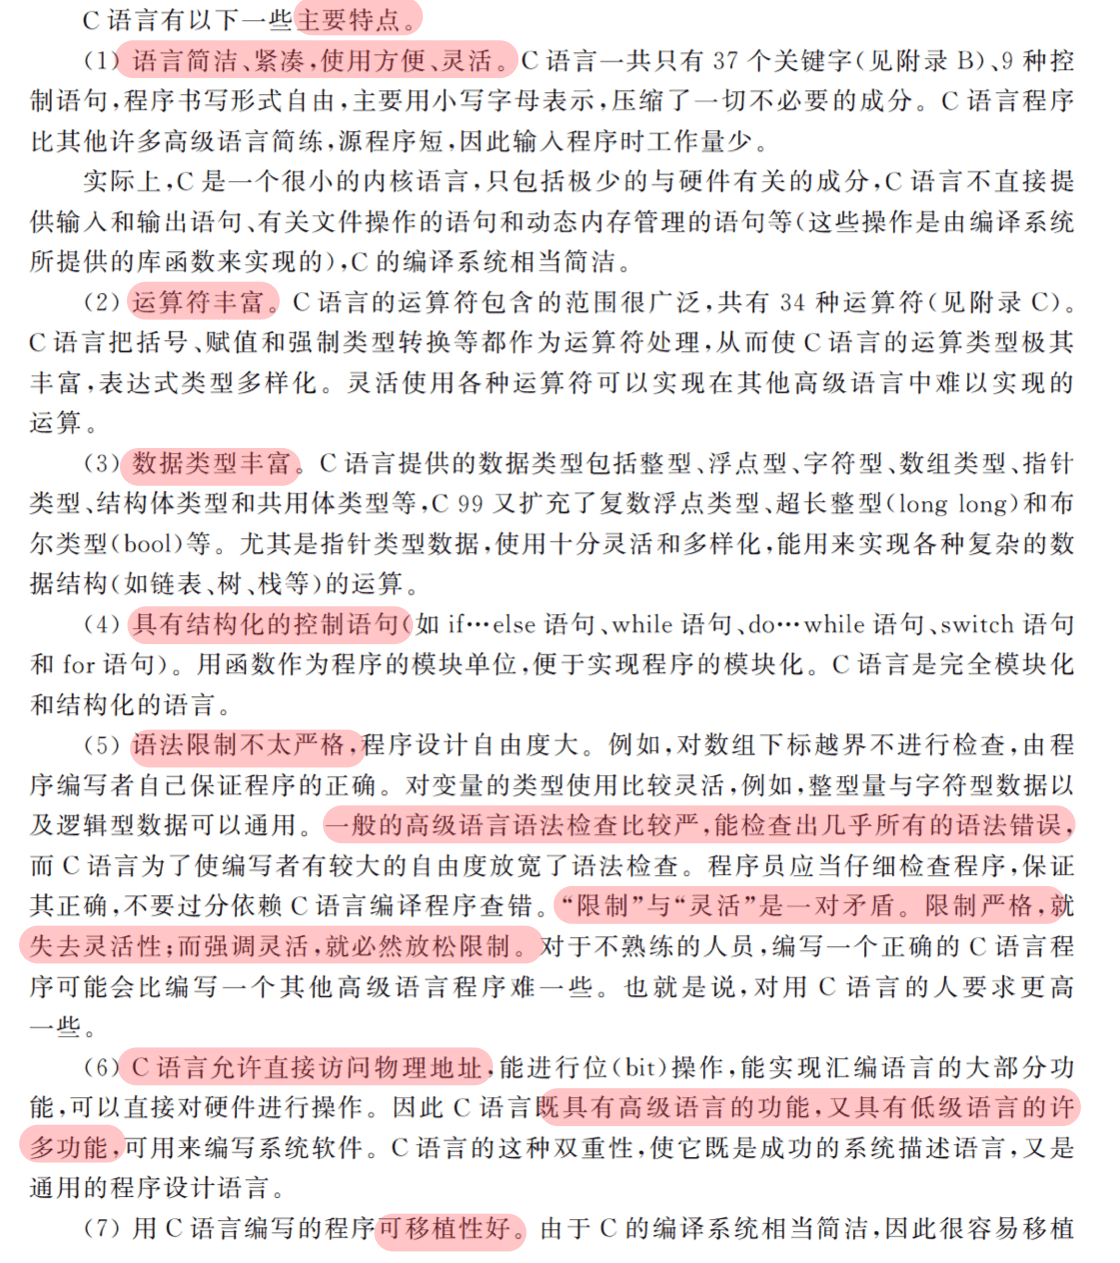 C 语言有以下一些主要特点。
(1) 语言简洁、紧凑,使用方便、灵活。C 语言一共只有 37 个关键字(见附录 B)、9 种控
制语句,程序书写形式自由,主要用小写字母表示,压缩了一切不必要的成分。C 语言程序
比其他许多高级语言简练,源程序短,因此输入程序时工作量少。
实际上,C 是一个很小的内核语言,只包括极少的与硬件有关的成分,C 语言不直接提
供输入和输出语句、有关文件操作的语句和动态内存管理的语句等(这些操作是由编译系统
所提供的库函数来实现的),C 的编译系统相当简洁。
(2) 运算符丰富。C 语言的运算符包含的范围很广泛,共有 34 种运算符(见附录 C)。
C 语言把括号、赋值和强制类型转换等都作为运算符处理,从而使 C 语言的运算类型极其
丰富,表达式类型多样化。灵活使用各种运算符可以实现在其他高级语言中难以实现的
运算。
(3) 数据类型丰富。C 语言提供的数据类型包括整型、浮点型、字符型、数组类型、指针
类型、结构体类型和共用体类型等,C 99 又扩充了复数浮点类型、超长整型(long long)和布
尔类型(bool)等。尤其是指针类型数据,使用十分灵活和多样化,能用来实现各种复杂的数
据结构(如链表、树、栈等)的运算。
(4) 具有结构化的控制语句(如 if…else 语句、while 语句、do…while 语句、switch 语句
和 for 语句)。用函数作为程序的模块单位,便于实现程序的模块化。C 语言是完全模块化
和结构化的语言。
(5) 语法限制不太严格,程序设计自由度大。例如,对数组下标越界不进行检查,由程
序编写者自己保证程序的正确。对变量的类型使用比较灵活,例如,整型量与字符型数据以
及逻辑型数据可以通用。一般的高级语言语法检查比较严,能检查出几乎所有的语法错误,
而 C 语言为了使编写者有较大的自由度放宽了语法检查。程序员应当仔细检查程序,保证
其正确,不要过分依赖 C 语言编译程序查错。“限制”与“灵活”是一对矛盾。限制严格,就
失去灵活性;而强调灵活,就必然放松限制。对于不熟练的人员,编写一个正确的 C 语言程
序可能会比编写一个其他高级语言程序难一些。也就是说,对用 C 语言的人要求更高
一些。
(6) C 语言允许直接访问物理地址,能进行位(bit)操作,能实现汇编语言的大部分功
能,可以直接对硬件进行操作。因此 C 语言既具有高级语言的功能,又具有低级语言的许
多功能,可用来编写系统软件。C 语言的这种双重性,使它既是成功的系统描述语言,又是
通用的程序设计语言。
(7) 用 C 语言编写的程序可移植性好。由于 C 的编译系统相当简洁,因此很容易移植